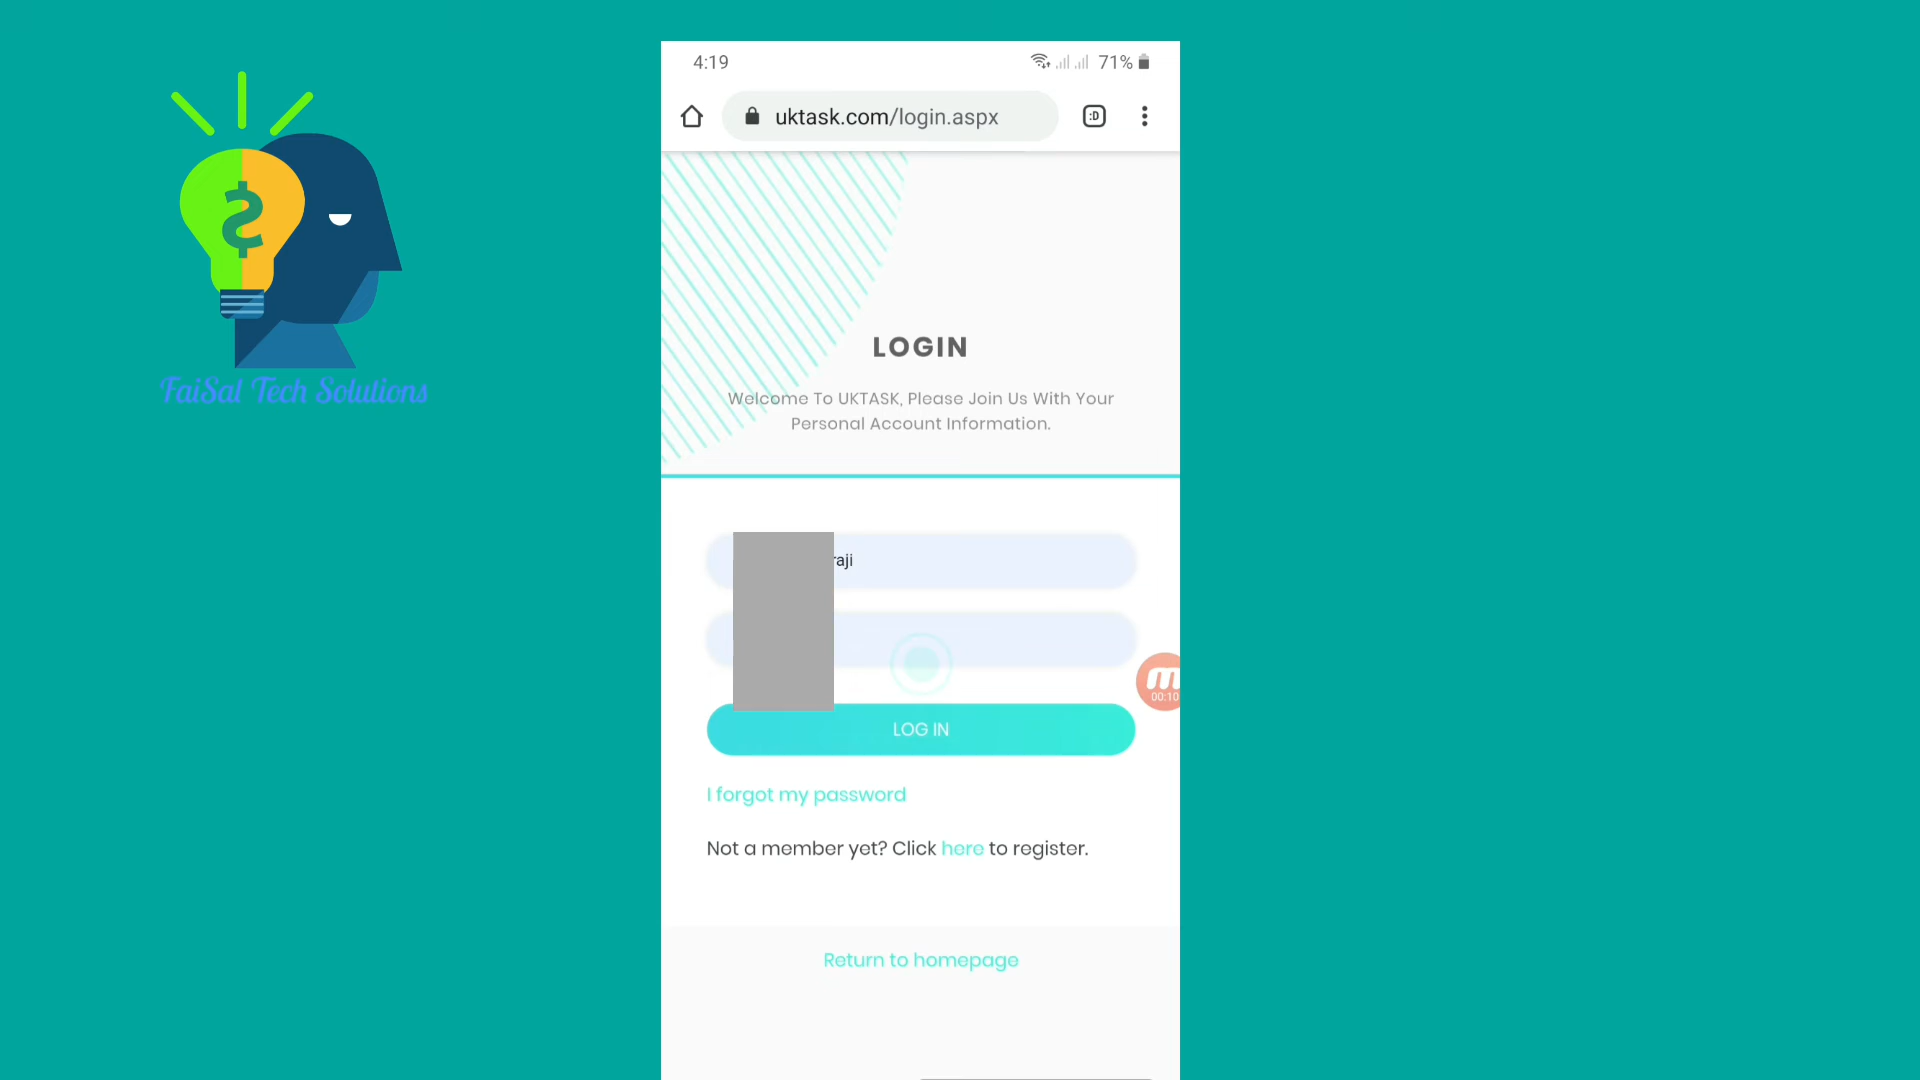 4:19
71%
uktask.com/login.aspx
:D
LOGIN
Welcome To UKTASK, Please Join Us With Your
Personal Account Information.
raji
00:10
LOG IN
I forgot my password
Not a member yet? Click here to register.
Return to homepage
FaiSal Tech Solutions